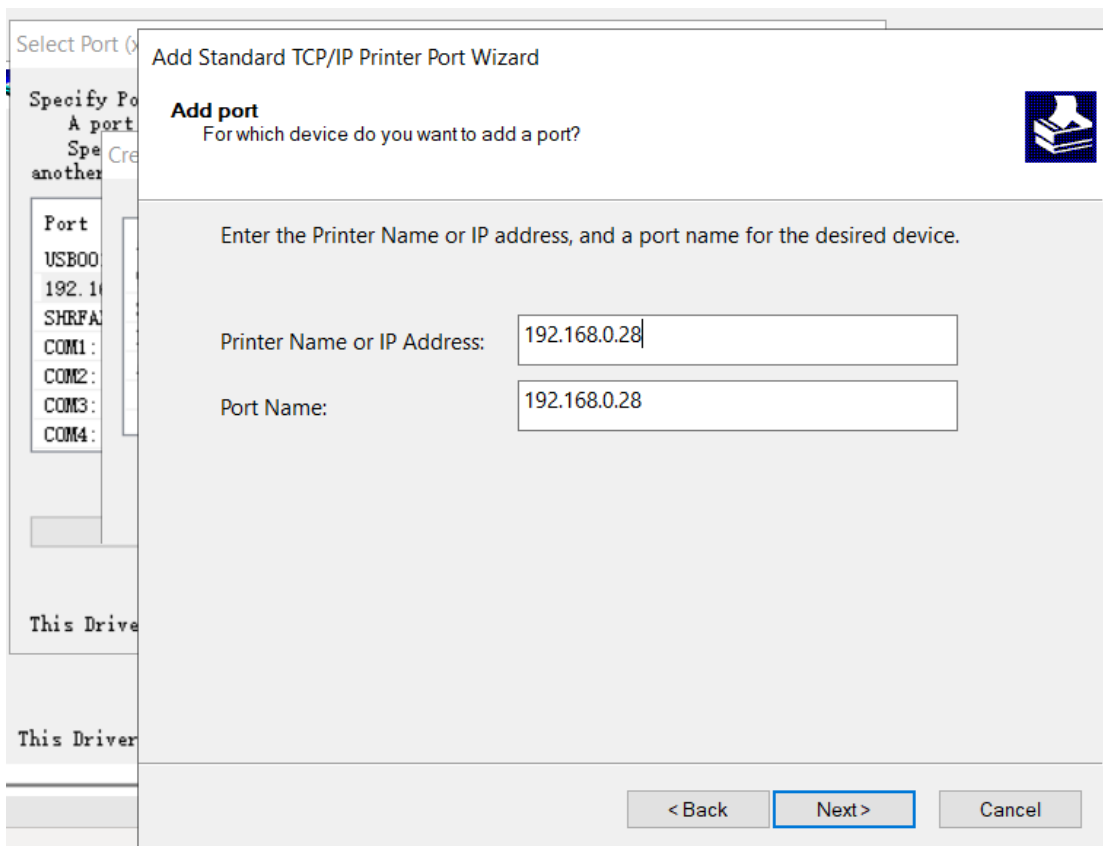 Select Port (x
Add Standard TCP/IP Printer Port Wizard
Add port
For which device do you want to add a port?
Specify Po
A port
Spe
another
Cre
Port
USB00
192.16
SHRFA
COM1:
COM2:
COM3:
COM4:
Enter the Printer Name or IP address, and a port name for the desired device.
Printer Name or IP Address:
192.168.0.28
Port Name:
192.168.0.28
This Drive
This Driver
< Back
Next >
Cancel